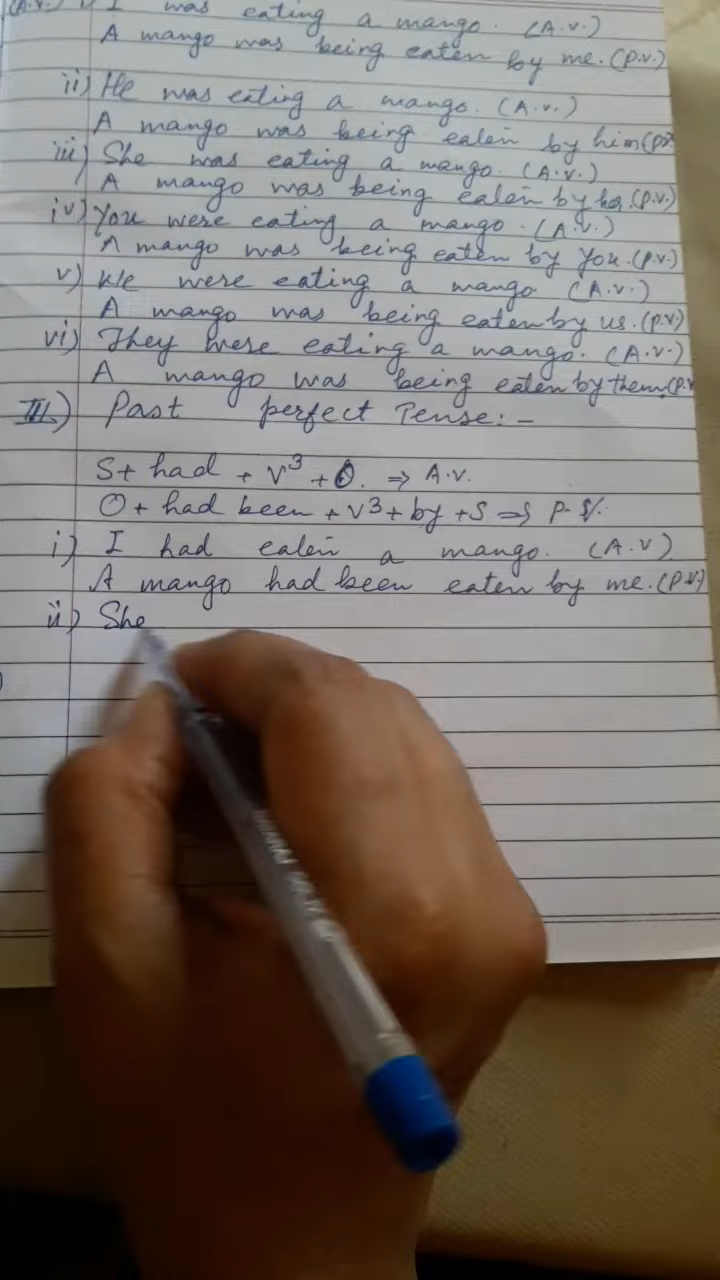 (A.V.) i) I was eating a mango. (A.V.)
A mango was being eaten by me. (P.V.)
ii) He was eating a mango. (A.V.)
A mango was being eaten by him (P.V.
iii) She was eating a mango. (A.V.)
A mango was being eaten by her. (P.V.)
iv) You were eating a mango. (A.V.)
A mango was being eaten by you. (P.V.)
v) We were eating a mango. (A.V.)
A mango was being eaten by us. (P.V.)
vi) They were eating a mango. (A.V.)
A mango was being eaten by them. (P.V
III.) Past perfect Tense:-
S+ had + V³ + O. ⇒ A.V.
O + had been + V³ + by + S ⇒ P.V.
i) I had eaten a mango. (A.V)
A mango had been eaten by me. (P.V)
ii) She